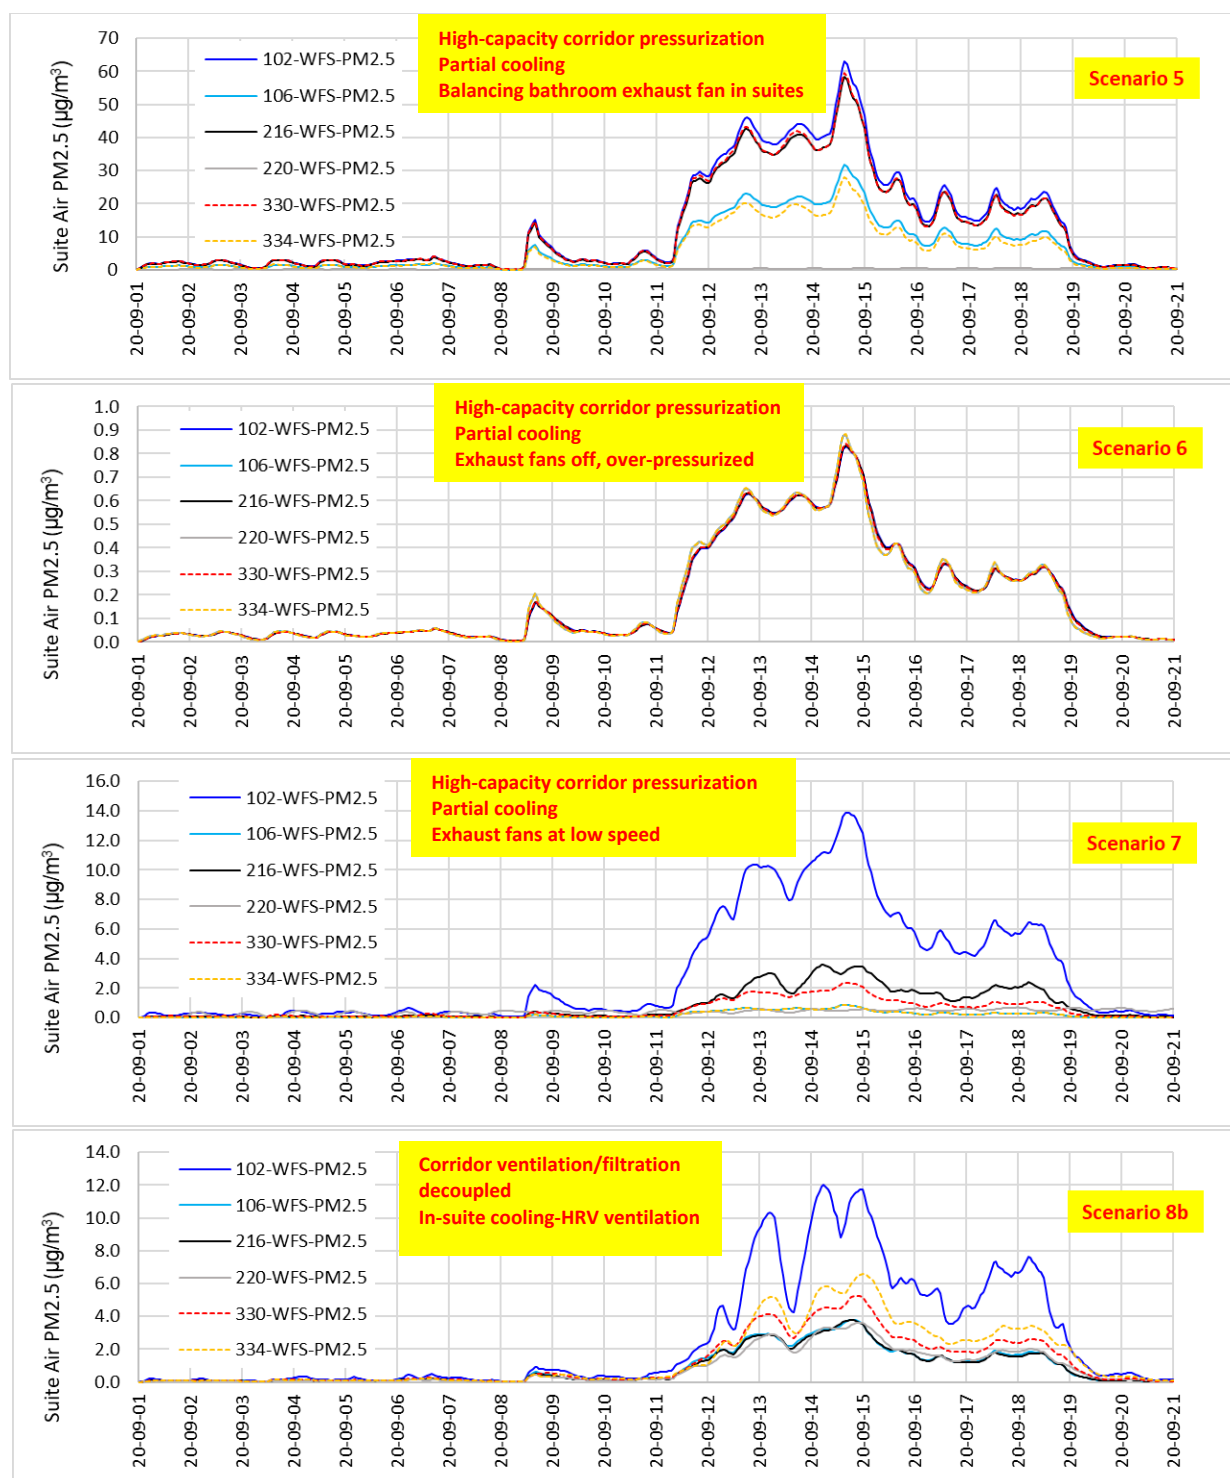 High-capacity corridor pressurization
Partial cooling
Balancing bathroom exhaust fan in suites
Scenario 5
Suite Air PM2.5 (µg/m³)
70
60
50
40
30
20
10
0
102-WFS-PM2.5
106-WFS-PM2.5
216-WFS-PM2.5
220-WFS-PM2.5
330-WFS-PM2.5
334-WFS-PM2.5
20-09-01
20-09-02
20-09-03
20-09-04
20-09-05
20-09-06
20-09-07
20-09-08
20-09-09
20-09-10
20-09-11
20-09-12
20-09-13
20-09-14
20-09-15
20-09-16
20-09-17
20-09-18
20-09-19
20-09-20
20-09-21
High-capacity corridor pressurization
Partial cooling
Exhaust fans off, over-pressurized
Scenario 6
Suite Air PM2.5 (µg/m³)
1.0
0.9
0.8
0.7
0.6
0.5
0.4
0.3
0.2
0.1
0.0
102-WFS-PM2.5
106-WFS-PM2.5
216-WFS-PM2.5
220-WFS-PM2.5
330-WFS-PM2.5
334-WFS-PM2.5
20-09-01
20-09-02
20-09-03
20-09-04
20-09-05
20-09-06
20-09-07
20-09-08
20-09-09
20-09-10
20-09-11
20-09-12
20-09-13
20-09-14
20-09-15
20-09-16
20-09-17
20-09-18
20-09-19
20-09-20
20-09-21
High-capacity corridor pressurization
Partial cooling
Exhaust fans at low speed
Scenario 7
Suite Air PM2.5 (µg/m³)
16.0
14.0
12.0
10.0
8.0
6.0
4.0
2.0
0.0
102-WFS-PM2.5
106-WFS-PM2.5
216-WFS-PM2.5
220-WFS-PM2.5
330-WFS-PM2.5
334-WFS-PM2.5
20-09-01
20-09-02
20-09-03
20-09-04
20-09-05
20-09-06
20-09-07
20-09-08
20-09-09
20-09-10
20-09-11
20-09-12
20-09-13
20-09-14
20-09-15
20-09-16
20-09-17
20-09-18
20-09-19
20-09-20
20-09-21
Corridor ventilation/filtration
decoupled
In-suite cooling-HRV ventilation
Scenario 8b
Suite Air PM2.5 (µg/m³)
14.0
12.0
10.0
8.0
6.0
4.0
2.0
0.0
102-WFS-PM2.5
106-WFS-PM2.5
216-WFS-PM2.5
220-WFS-PM2.5
330-WFS-PM2.5
334-WFS-PM2.5
20-09-01
20-09-02
20-09-03
20-09-04
20-09-05
20-09-06
20-09-07
20-09-08
20-09-09
20-09-10
20-09-11
20-09-12
20-09-13
20-09-14
20-09-15
20-09-16
20-09-17
20-09-18
20-09-19
20-09-20
20-09-21